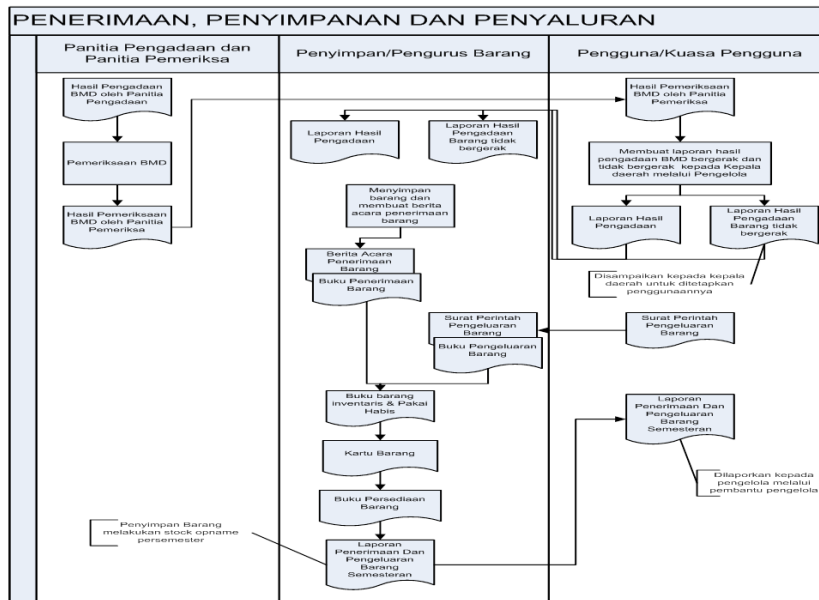 PENERIMAAN, PENYIMPANAN DAN PENYALURAN
Panitia Pengadaan dan
Panitia Pemeriksa
Penyimpan/Pengurus Barang
Pengguna/Kuasa Pengguna
Hasil Pengadaan
BMD oleh Panitia
Pengadaan
Pemeriksaan BMD
Hasil Pemeriksaan
BMD oleh Panitia
Pemeriksa
Laporan Hasil
Pengadaan
Laporan Hasil
Pengadaan
Barang tidak
bergerak
Menyimpan
barang dan
membuat berita
acara penerimaan
barang
Berita Acara
Penerimaan
Barang
Buku Penerimaan
Barang
Surat Perintah
Pengeluaran
Barang
Buku Pengeluaran
Barang
Buku barang
inventaris & Pakai
Habis
Kartu Barang
Buku Persediaan
Barang
Penyimpan Barang
melakukan stock opname
persemester
Laporan
Penerimaan Dan
Pengeluaran
Barang
Semesteran
Hasil Pemeriksaan
BMD oleh Panitia
Pemeriksa
Membuat laporan hasil
pengadaan BMD bergerak dan
tidak bergerak kepada Kepala
daerah melalui Pengelola
Laporan Hasil
Pengadaan
Laporan Hasil
Pengadaan
Barang tidak
bergerak
Disampaikan kepada kepala
daerah untuk ditetapkan
penggunaannya
Surat Perintah
Pengeluaran
Barang
Laporan
Penerimaan Dan
Pengeluaran
Barang
Semesteran
Dilaporkan kepada
pengelola melalui
pembantu pengelola